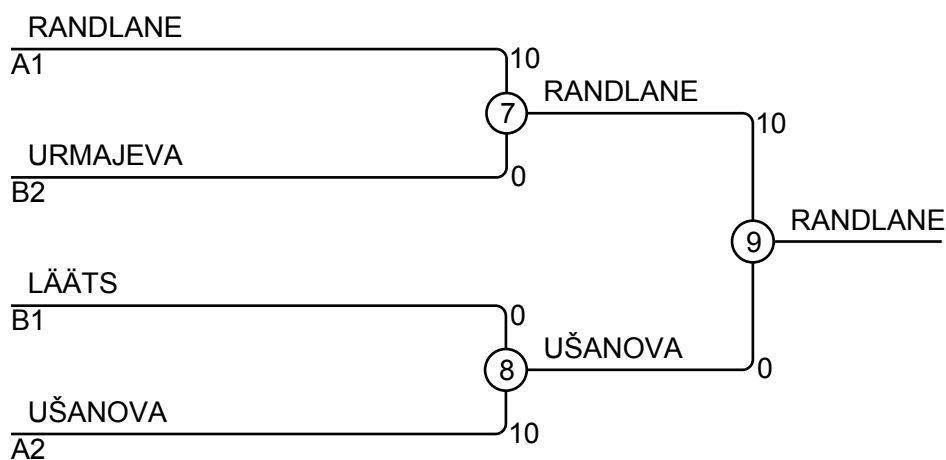 RANDLANE
A1
10
7
RANDLANE
10
URMAJEVA
B2
0
9
RANDLANE
LÄÄTS
B1
0
8
UŠANOVA
0
UŠANOVA
A2
10